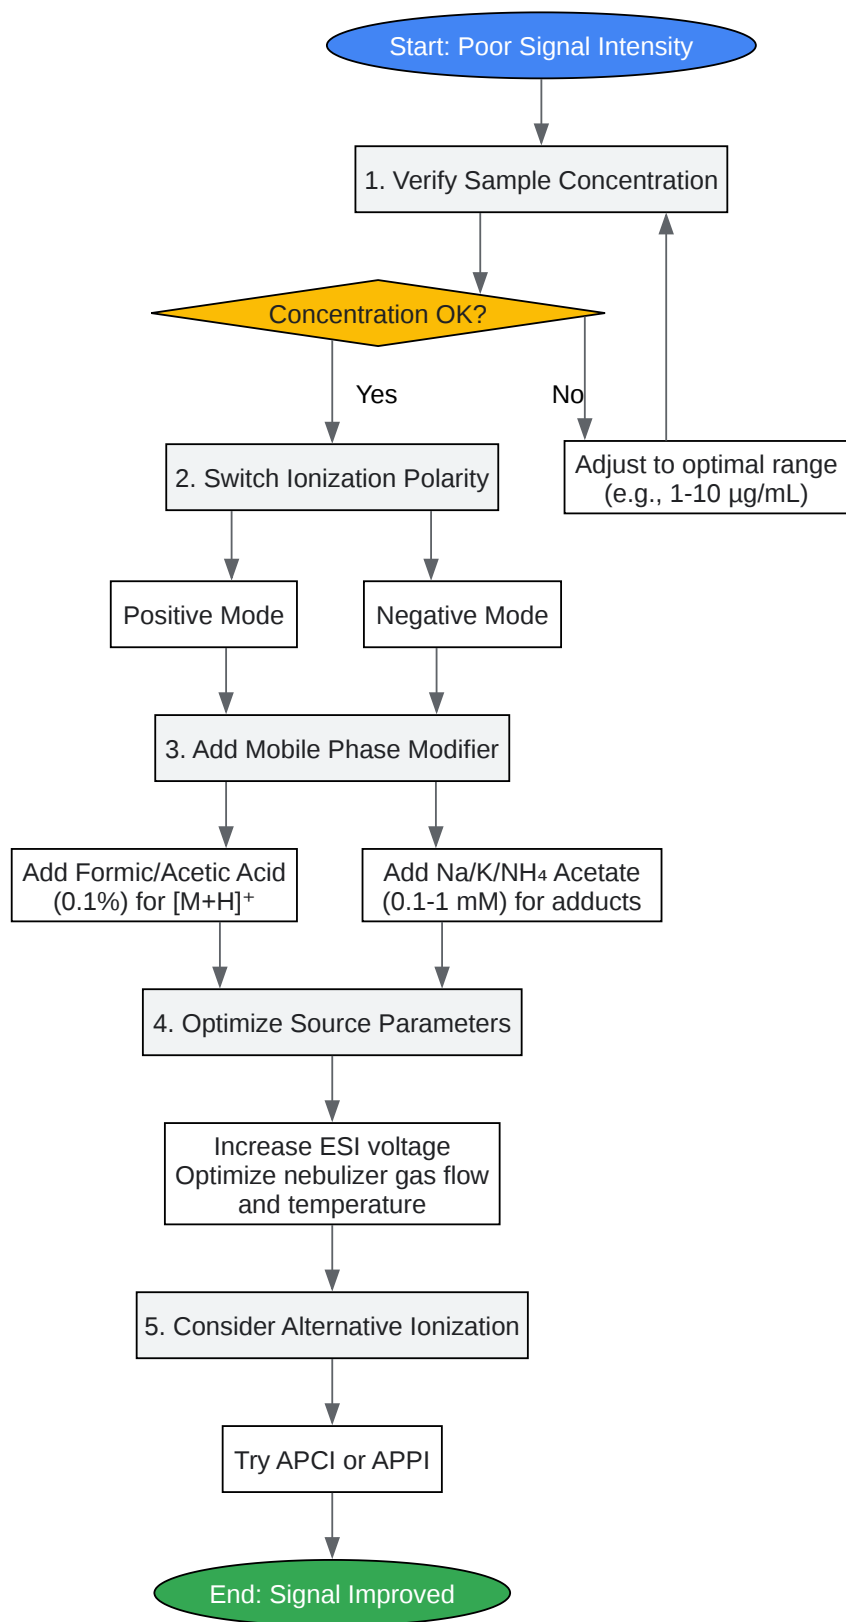 Start: Poor Signal Intensity
1. Verify Sample Concentration
Concentration OK?
Yes
No
Adjust to optimal range
(e.g., 1-10 µg/mL)
2. Switch Ionization Polarity
Positive Mode
Negative Mode
3. Add Mobile Phase Modifier
Add Formic/Acetic Acid
(0.1%) for [M+H]⁺
Add Na/K/NH₄ Acetate
(0.1-1 mM) for adducts
4. Optimize Source Parameters
Increase ESI voltage
Optimize nebulizer gas flow
and temperature
5. Consider Alternative Ionization
Try APCI or APPI
End: Signal Improved